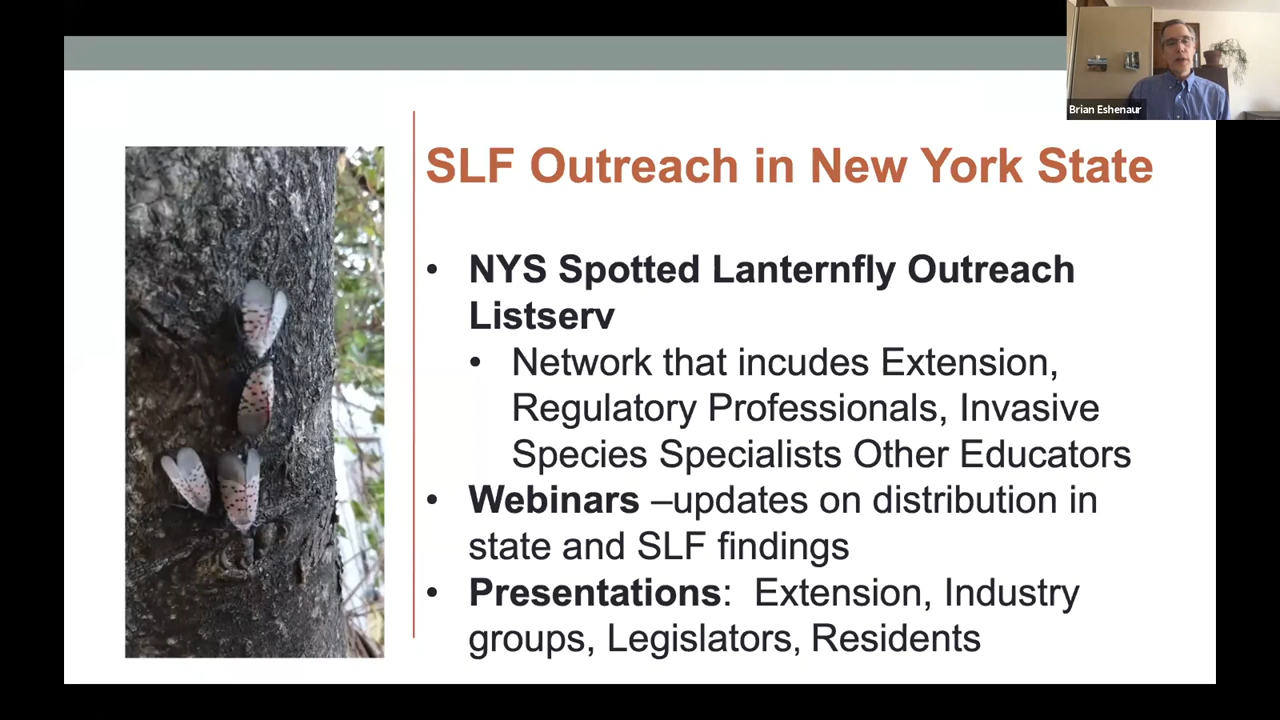 Brian Eshenaur
SLF Outreach in New York State
• NYS Spotted Lanternfly Outreach
Listserv
• Network that incudes Extension,
Regulatory Professionals, Invasive
Species Specialists Other Educators
• Webinars –updates on distribution in
state and SLF findings
• Presentations: Extension, Industry
groups, Legislators, Residents